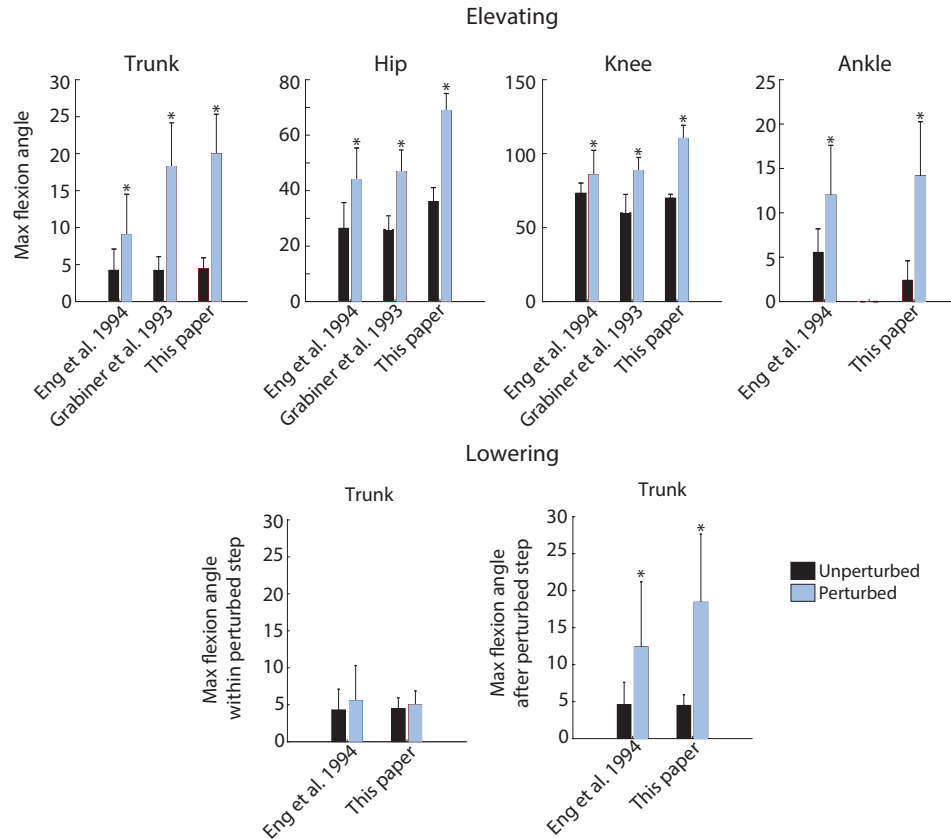 Elevating
Trunk
Hip
Knee
Ankle
Max flexion angle
30
25
20
15
10
5
0
*
*
*
Eng et al. 1994
Grabiner et al. 1993
This paper
80
60
40
20
0
*
*
*
Eng et al. 1994
Grabiner et al. 1993
This paper
150
100
50
0
*
*
*
Eng et al. 1994
Grabiner et al. 1993
This paper
25
20
15
10
5
0
*
*
Eng et al. 1994
This paper
Lowering
Trunk
Max flexion angle
within perturbed step
30
25
20
15
10
5
0
Eng et al. 1994
This paper
Trunk
Max flexion angle
after perturbed step
30
25
20
15
10
5
0
*
*
Eng et al. 1994
This paper
Unperturbed
Perturbed